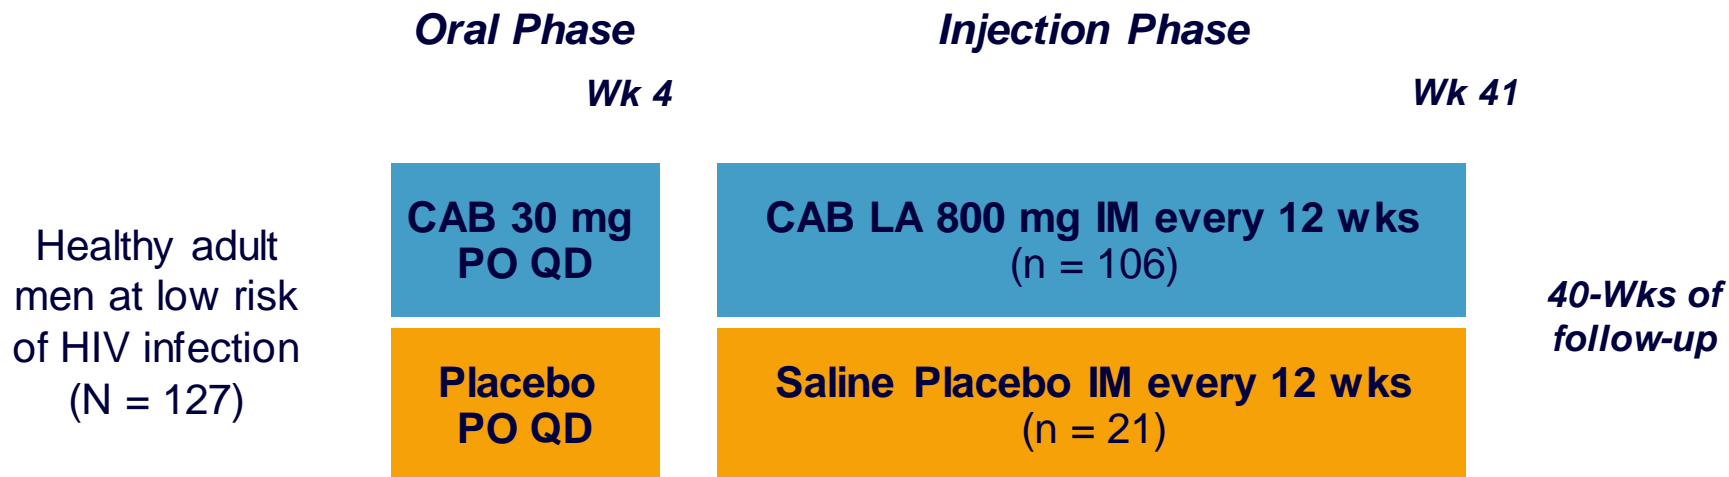 Oral Phase
Injection Phase
Wk 4
Wk 41
Healthy adult
men at low risk
of HIV infection
(N = 127)
CAB 30 mg
PO QD
CAB LA 800 mg IM every 12 wks
(n = 106)
Placebo
PO QD
Saline Placebo IM every 12 wks
(n = 21)
40-Wks of
follow-up